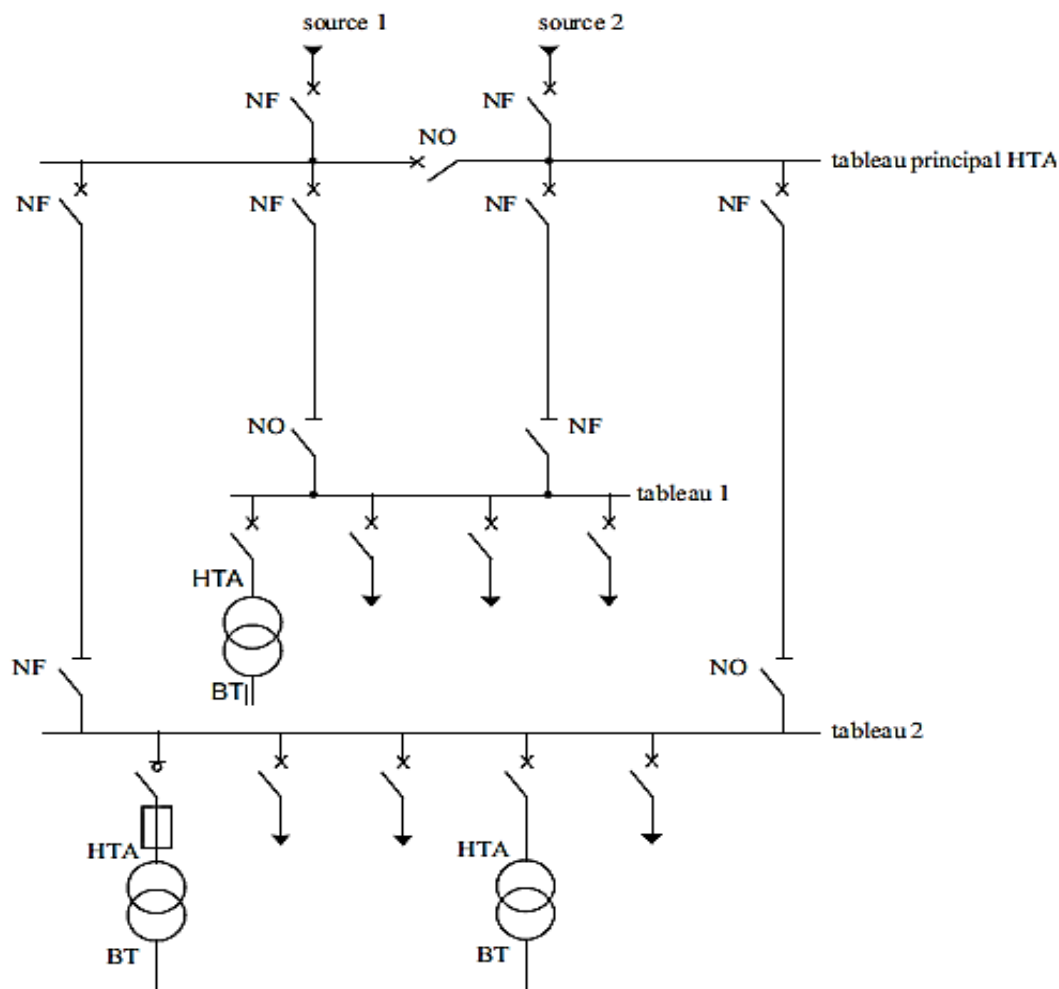 source 1
source 2
NF
NF
NO
tableau principal HTA
NF
NF
NF
NF
NO
NF
tableau 1
HTA
NF
BT
NO
tableau 2
HTA
HTA
BT
BT